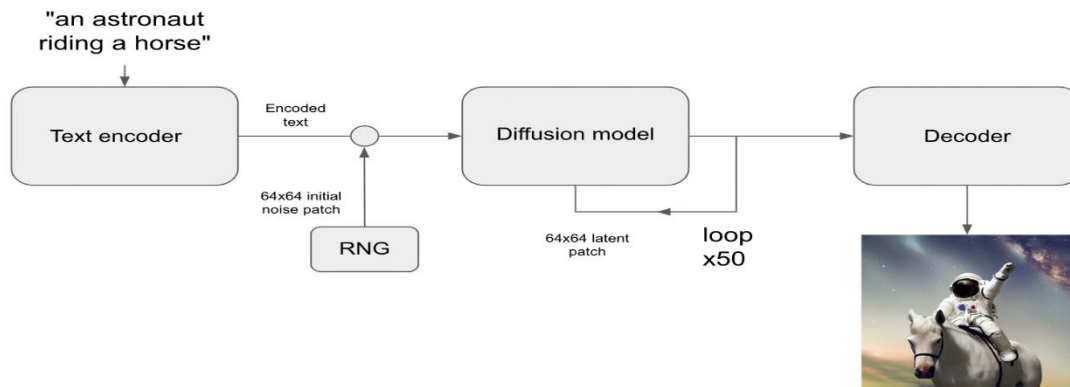 "an astronaut
riding a horse"
Text encoder
Encoded
text
64x64 initial
noise patch
RNG
Diffusion model
64x64 latent
patch
loop
x50
Decoder